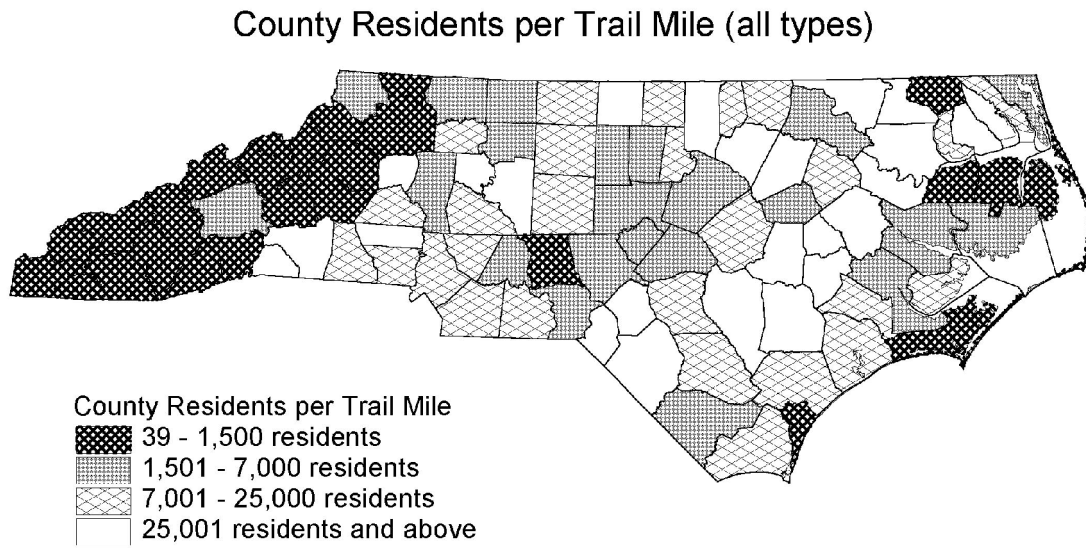 County Residents per Trail Mile (all types)
County Residents per Trail Mile
39 - 1,500 residents
1,501 - 7,000 residents
7,001 - 25,000 residents
25,001 residents and above